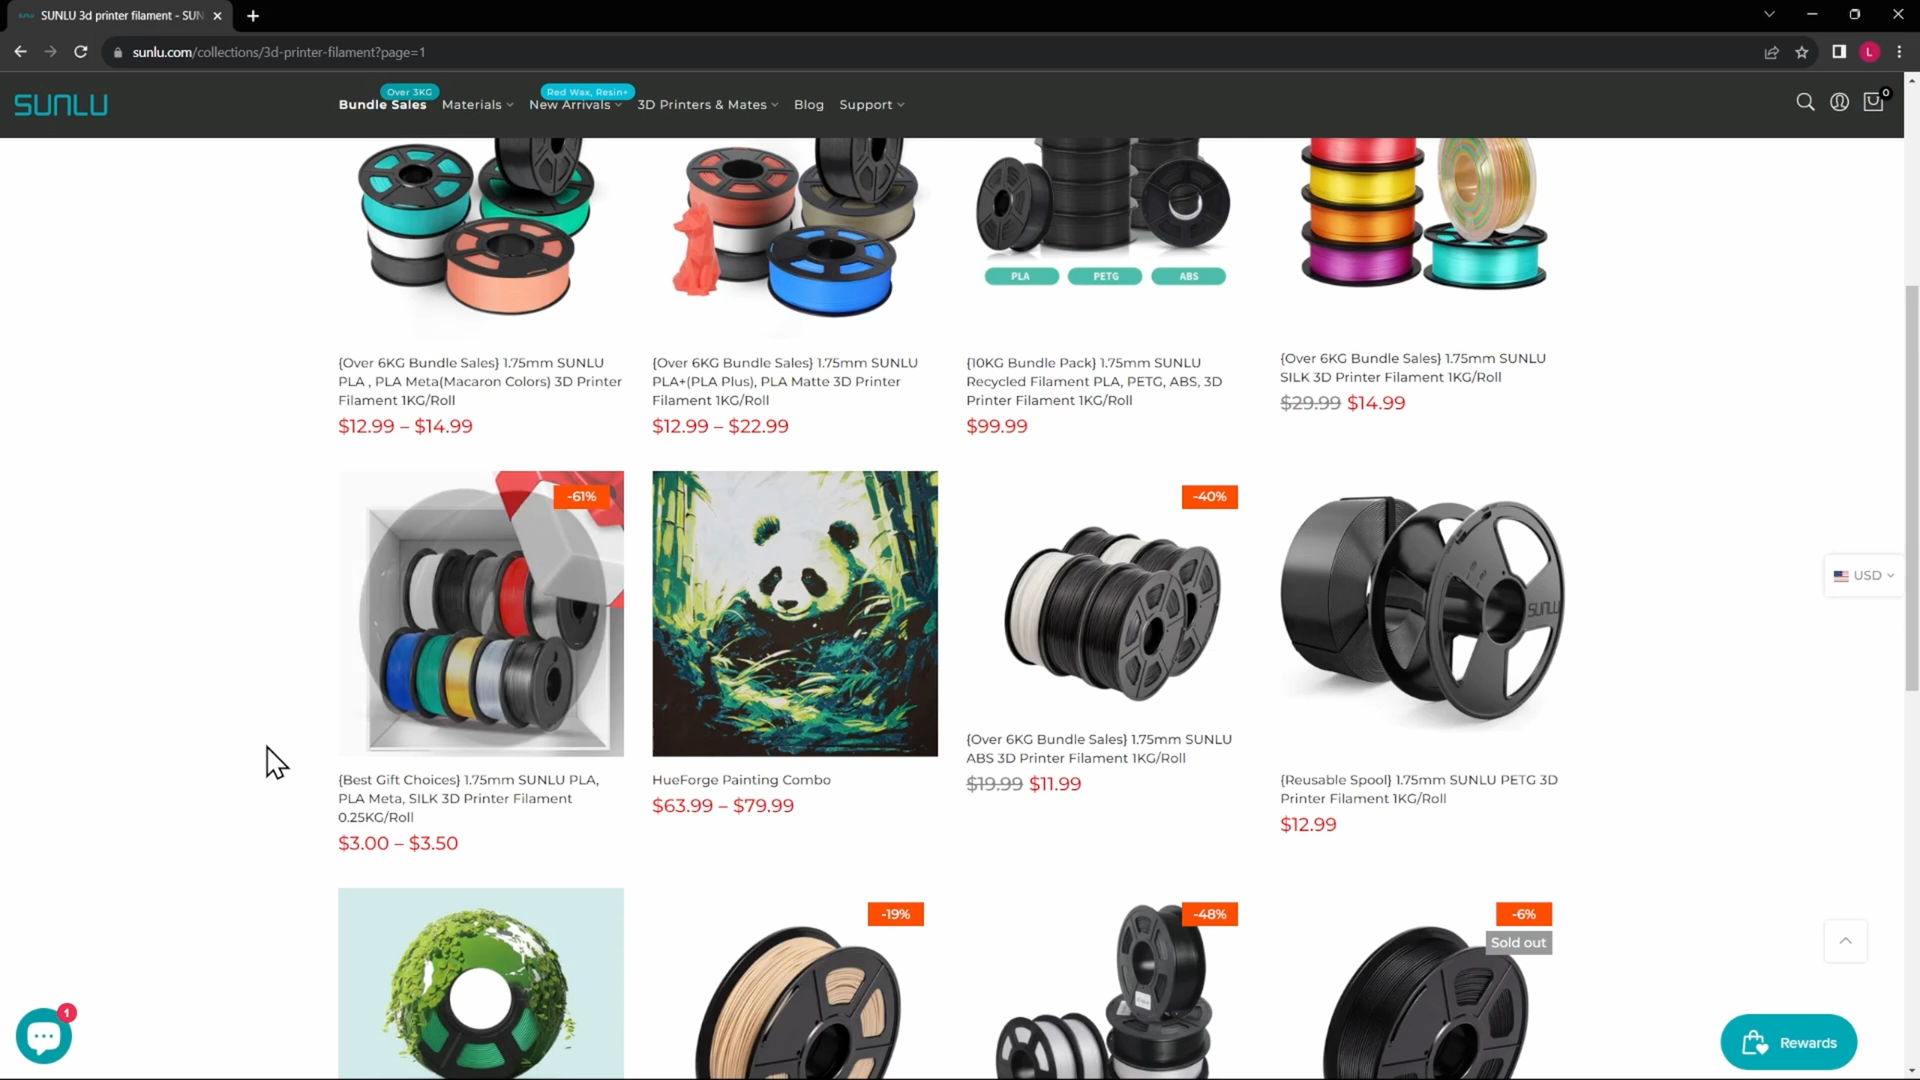 SUNLU 3d printer filament - SUN
sunlu.com/collections/3d-printer-filament?page=1
L
SUNLU
Over 3KG
Red Wax, Resin+
Bundle Sales Materials New Arrivals 3D Printers & Mates Blog Support
0
PLA PETG ABS
{Over 6KG Bundle Sales} 1.75mm SUNLU
PLA , PLA Meta(Macaron Colors) 3D Printer
Filament 1KG/Roll
$12.99 – $14.99
{Over 6KG Bundle Sales} 1.75mm SUNLU
PLA+(PLA Plus), PLA Matte 3D Printer
Filament 1KG/Roll
$12.99 – $22.99
{10KG Bundle Pack} 1.75mm SUNLU
Recycled Filament PLA, PETG, ABS, 3D
Printer Filament 1KG/Roll
$99.99
{Over 6KG Bundle Sales} 1.75mm SUNLU
SILK 3D Printer Filament 1KG/Roll
$29.99 $14.99
-61%
{Best Gift Choices} 1.75mm SUNLU PLA,
PLA Meta, SILK 3D Printer Filament
0.25KG/Roll
$3.00 – $3.50
HueForge Painting Combo
$63.99 – $79.99
-40%
{Over 6KG Bundle Sales} 1.75mm SUNLU
ABS 3D Printer Filament 1KG/Roll
$19.99 $11.99
SUNLU
{Reusable Spool} 1.75mm SUNLU PETG 3D
Printer Filament 1KG/Roll
$12.99
USD
-19%
-48%
-6%
Sold out
1
Rewards